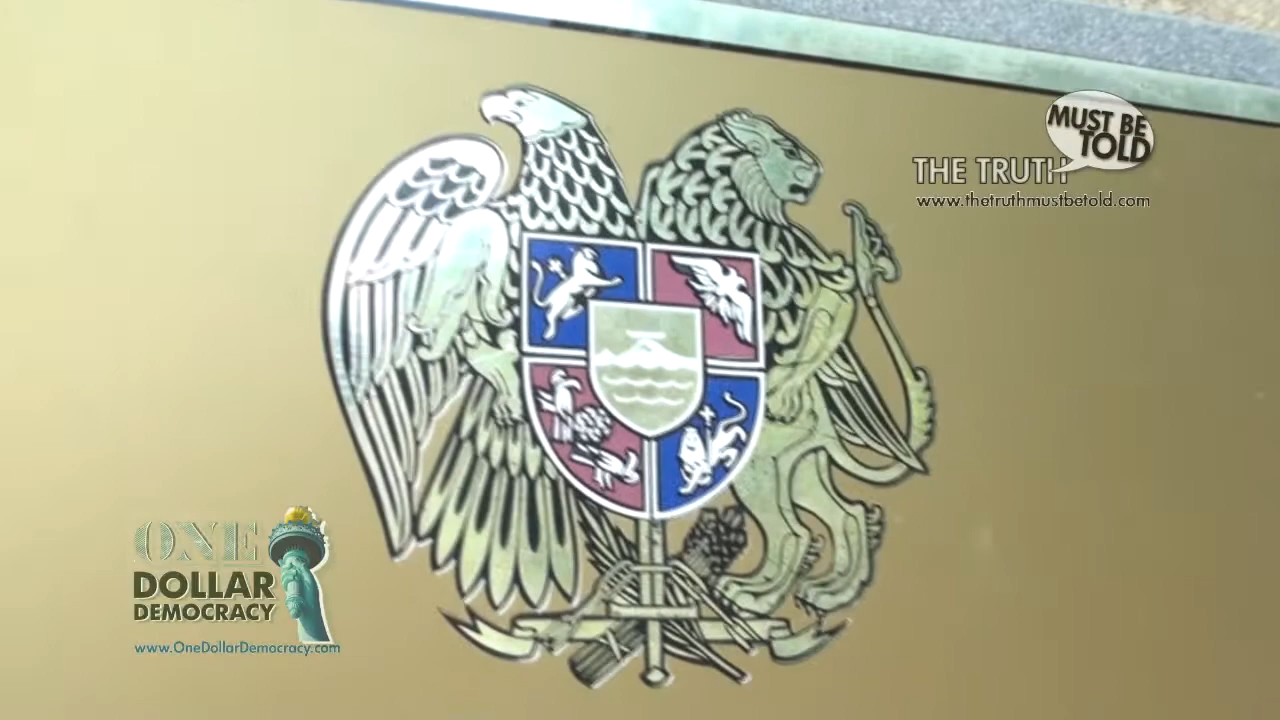 MUST BE
TOLD
THE TRUTH
www.thetruthmustbetold.com
ONE
DOLLAR
DEMOCRACY
www.OneDollarDemocracy.com